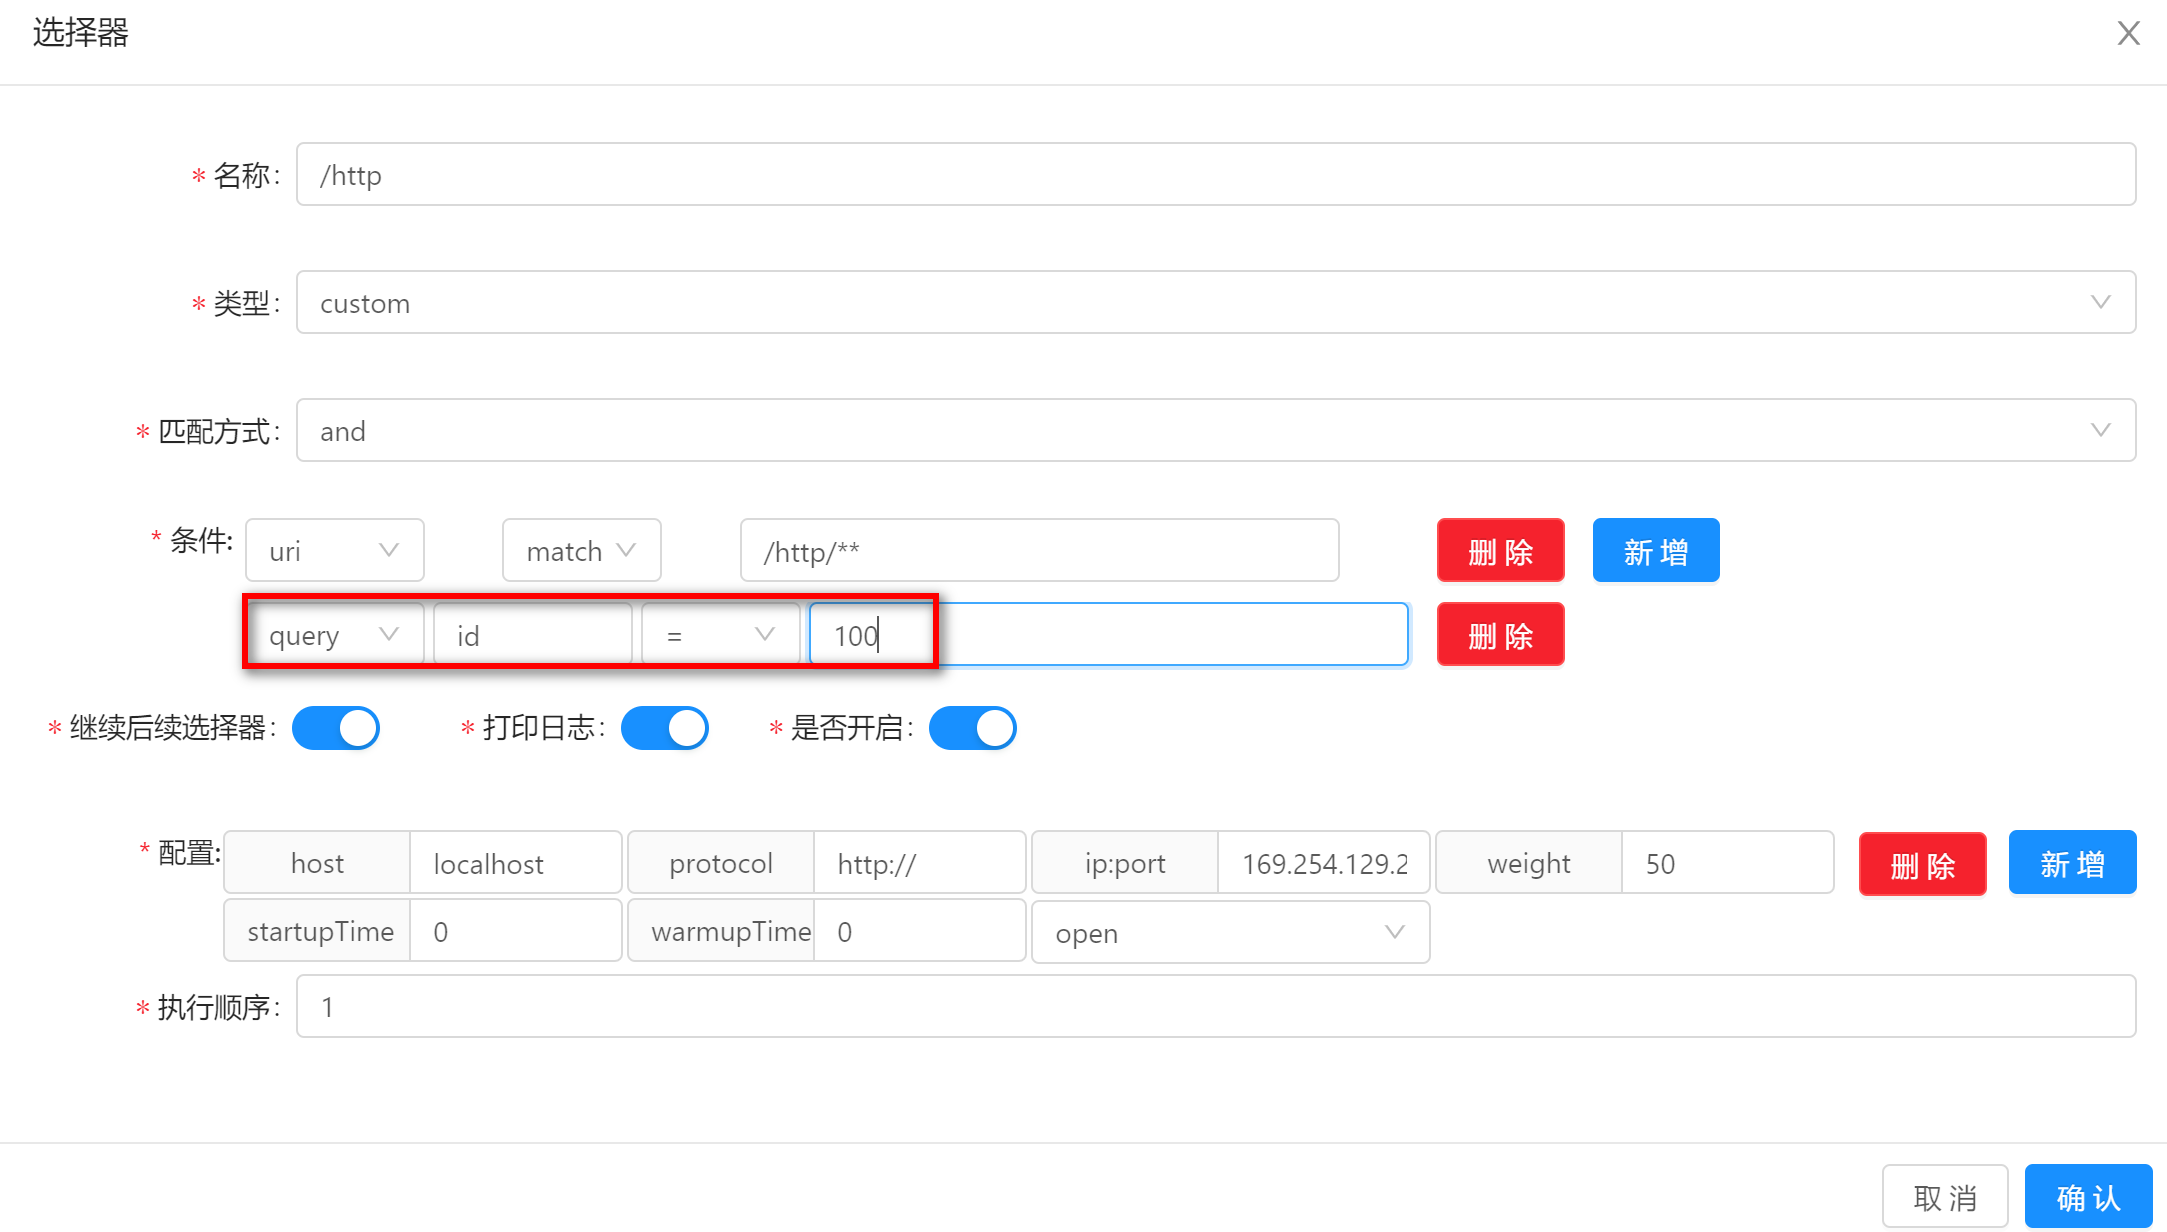 选择器
* 名称: /http
* 类型: custom
* 匹配方式: and
* 条件: uri match /http/** 删 除 新 增
query id = 100 删 除
* 继续后续选择器: * 打印日志: * 是否开启:
* 配置: host localhost protocol http:// ip:port 169.254.129.2 weight 50 删 除 新 增
startupTime 0 warmupTime 0 open
* 执行顺序: 1
取 消 确 认